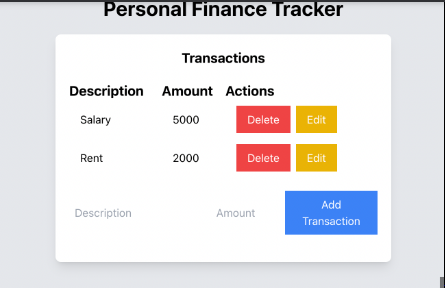 Personal Finance Tracker
Transactions
Description Amount Actions
Salary 5000 Delete Edit
Rent 2000 Delete Edit
Description Amount Add
Transaction